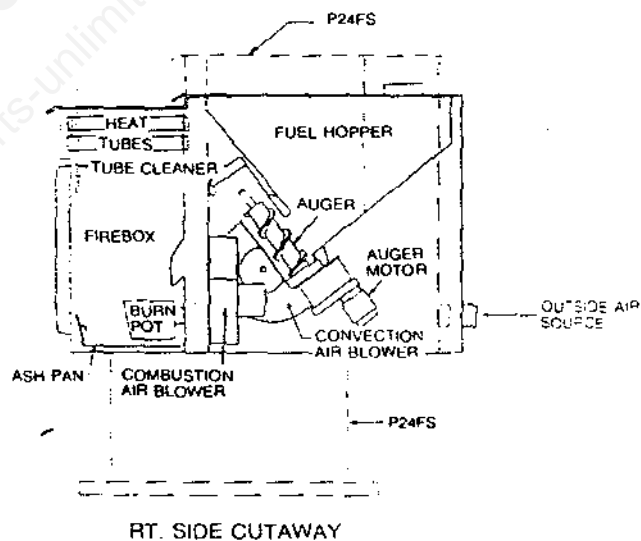 P24FS
HEAT
TUBES
FUEL HOPPER
TUBE CLEANER
AUGER
FIREBOX
AUGER
MOTOR
BURN
POT
OUTSIDE AIR
SOURCE
CONVECTION
AIR BLOWER
ASH PAN
COMBUSTION
AIR BLOWER
P24FS
RT. SIDE CUTAWAY